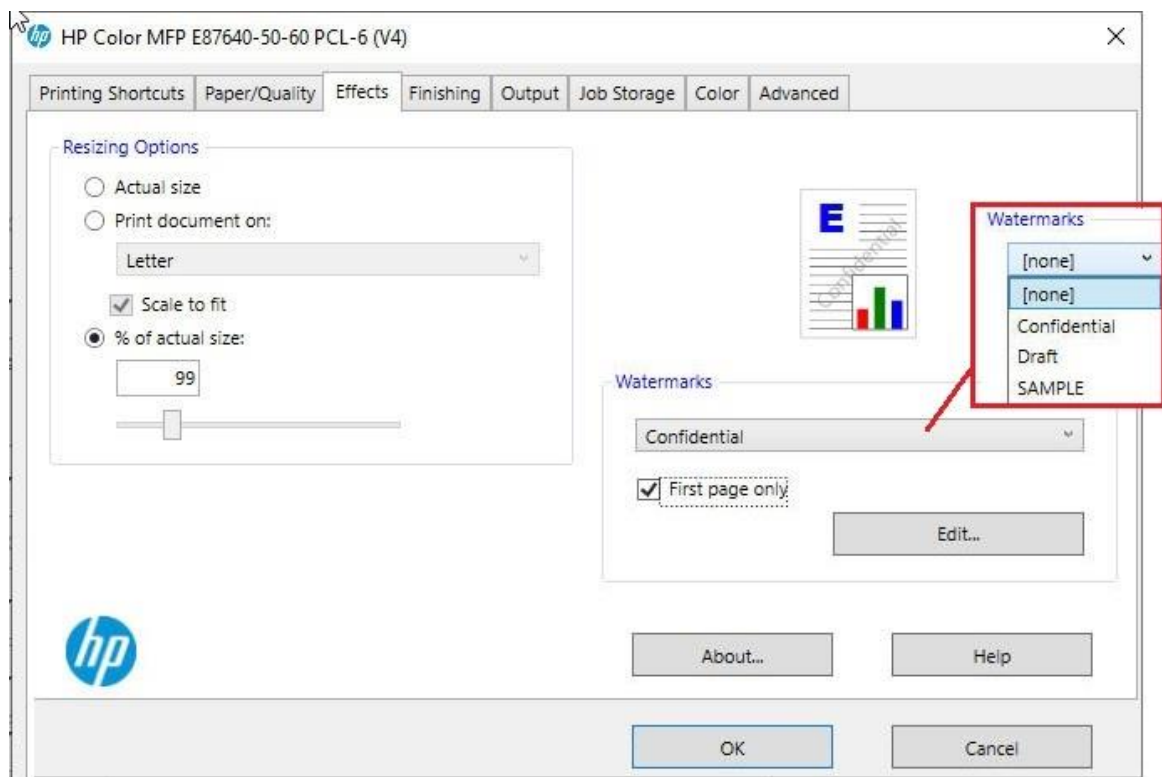 HP Color MFP E87640-50-60 PCL-6 (V4)
Printing Shortcuts Paper/Quality Effects Finishing Output Job Storage Color Advanced
Resizing Options
Actual size
Print document on:
Letter
Scale to fit
% of actual size:
99
E
Confidential
Watermarks
[none]
[none]
Confidential
Draft
SAMPLE
Watermarks
Confidential
First page only
Edit...
hp
About...
Help
OK
Cancel